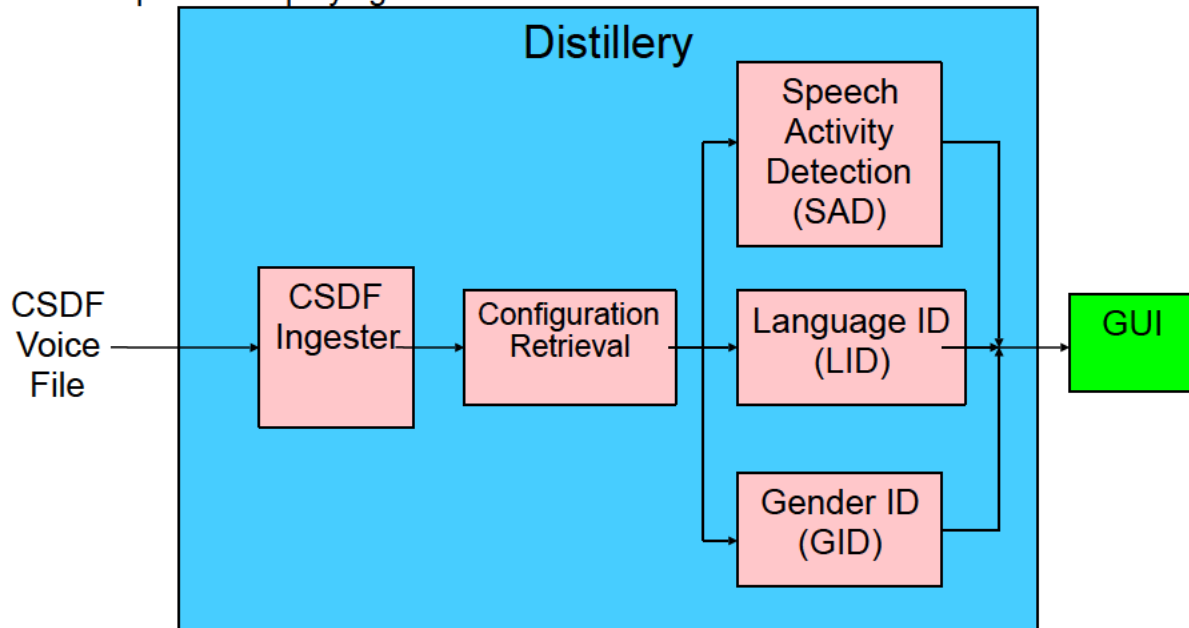 Distillery
Speech
Activity
Detection
(SAD)
CSDF
Voice
File
CSDF
Ingester
Configuration
Retrieval
Language ID
(LID)
GUI
Gender ID
(GID)